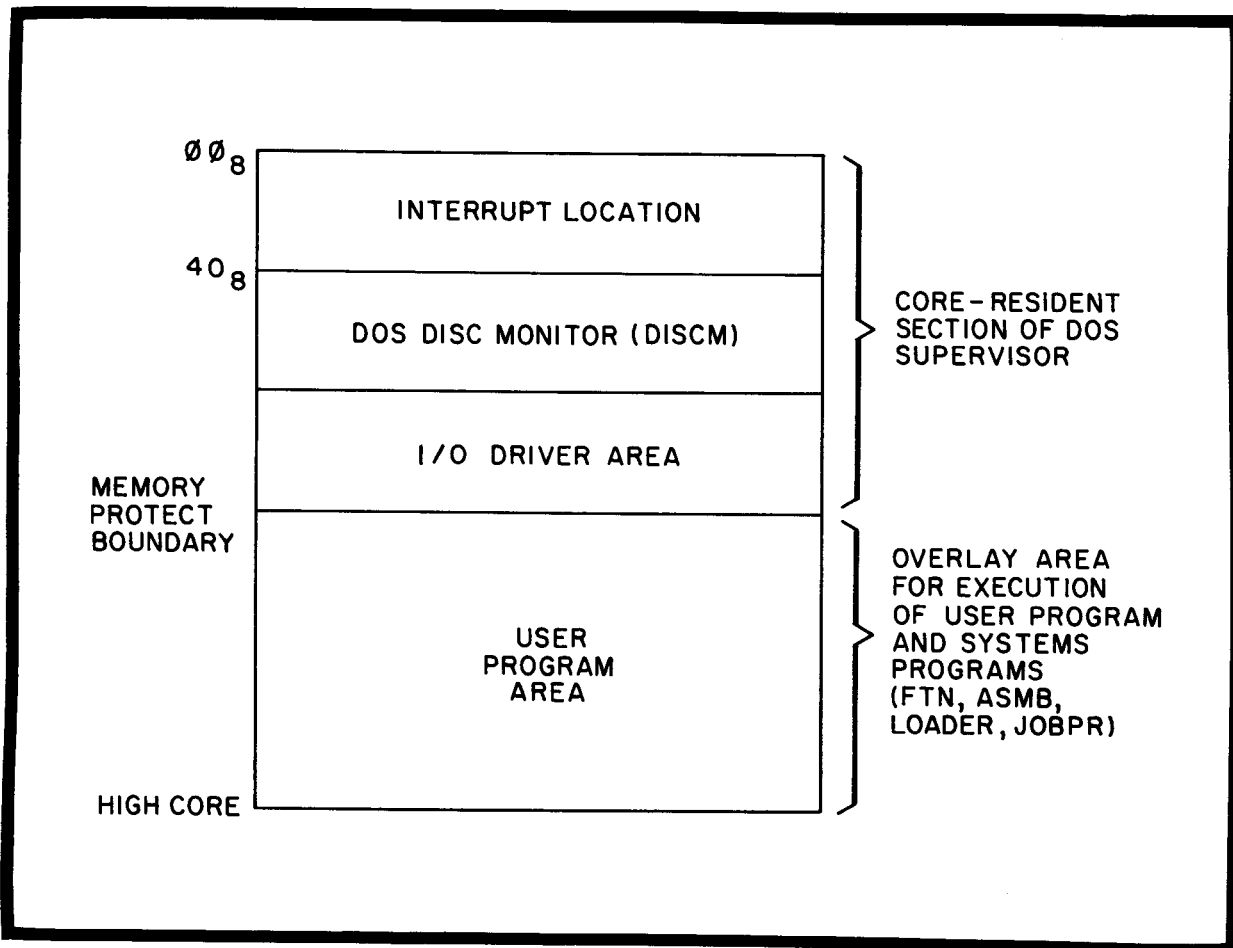 ØØ8
INTERRUPT LOCATION
408
DOS DISC MONITOR (DISCM)
CORE-RESIDENT
SECTION OF DOS
SUPERVISOR
I/O DRIVER AREA
MEMORY
PROTECT
BOUNDARY
USER
PROGRAM
AREA
OVERLAY AREA
FOR EXECUTION
OF USER PROGRAM
AND SYSTEMS
PROGRAMS
(FTN, ASMB,
LOADER, JOBPR)
HIGH CORE